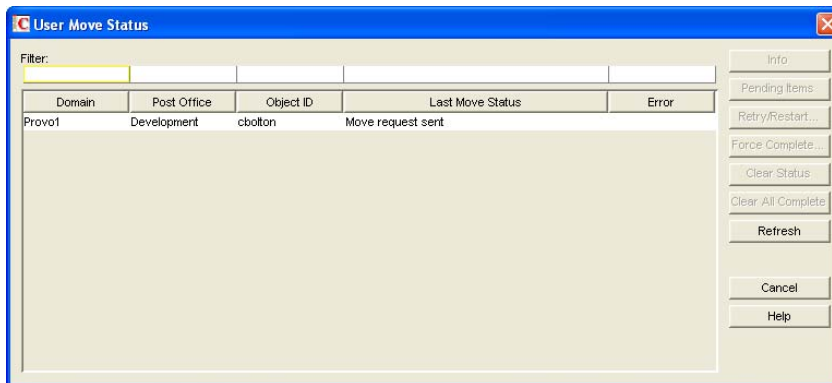 User Move Status
Filter:
Domain Post Office Object ID Last Move Status Error
Provo1 Development cbolton Move request sent
Info
Pending Items
Retry/Restart...
Force Complete...
Clear Status
Clear All Complete
Refresh
Cancel
Help